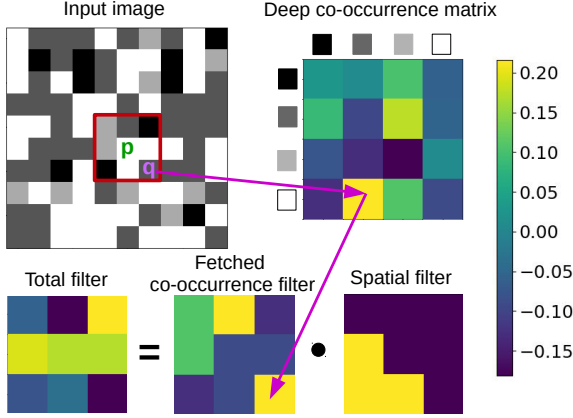 Input image
Deep co-occurrence matrix
p
q
0.20
0.15
0.10
0.05
0.00
−0.05
−0.10
−0.15
Total filter
Fetched
co-occurrence filter
Spatial filter
=
●